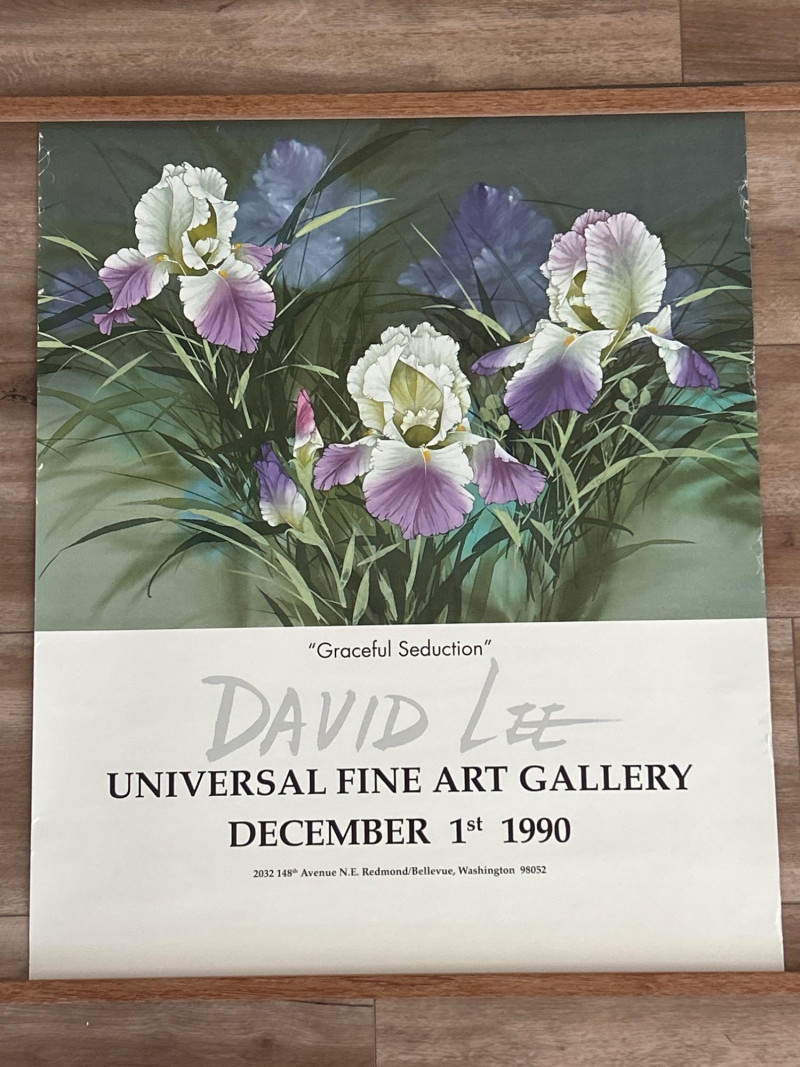 “Graceful Seduction”
DAVID LEE
UNIVERSAL FINE ART GALLERY
DECEMBER 1st 1990
2032 148th Avenue N.E. Redmond/Bellevue, Washington 98052